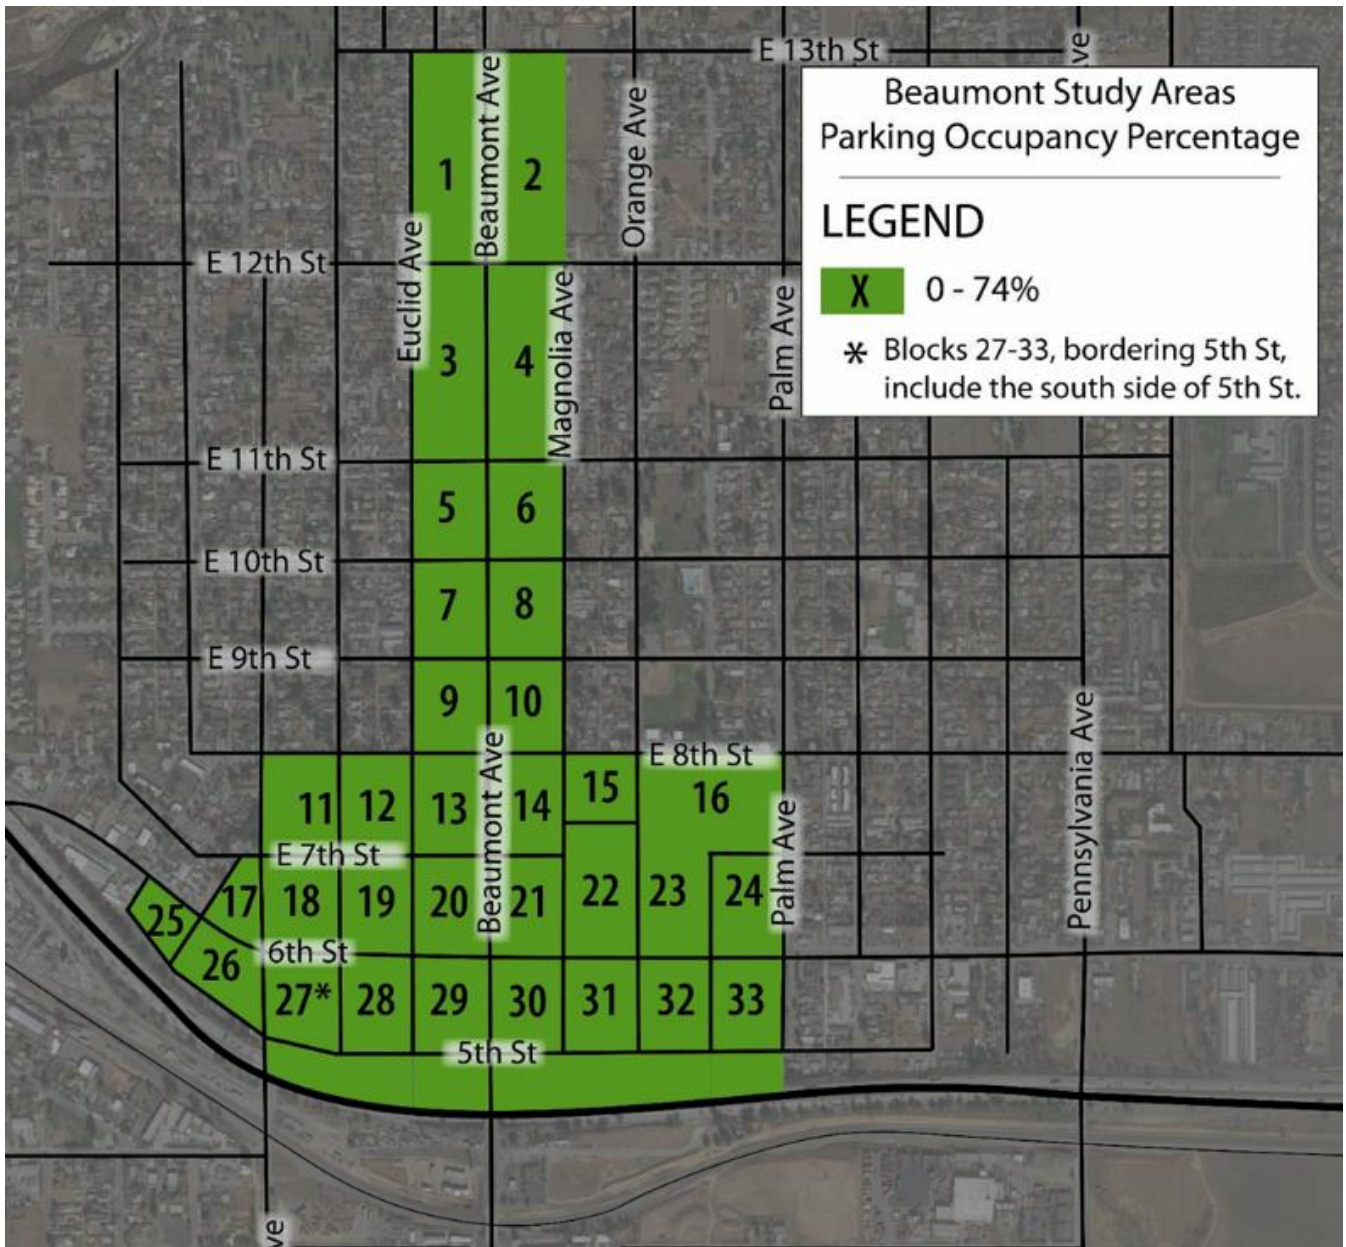 E 13th St
ve
Beaumont Study Areas
Parking Occupancy Percentage
LEGEND
X 0 - 74%
* Blocks 27-33, bordering 5th St,
include the south side of 5th St.
Beaumont Ave
Orange Ave
1
2
Euclid Ave
E 12th St
Magnolia Ave
Palm Ave
3
4
E 11th St
5
6
E 10th St
7
8
E 9th St
9
10
Beaumont Ave
Pennsylvania Ave
E 8th St
11
12
13
14
15
16
Palm Ave
E 7th St
17
18
19
20
21
22
23
24
25
6th St
26
27*
28
29
30
31
32
33
5th St
ve